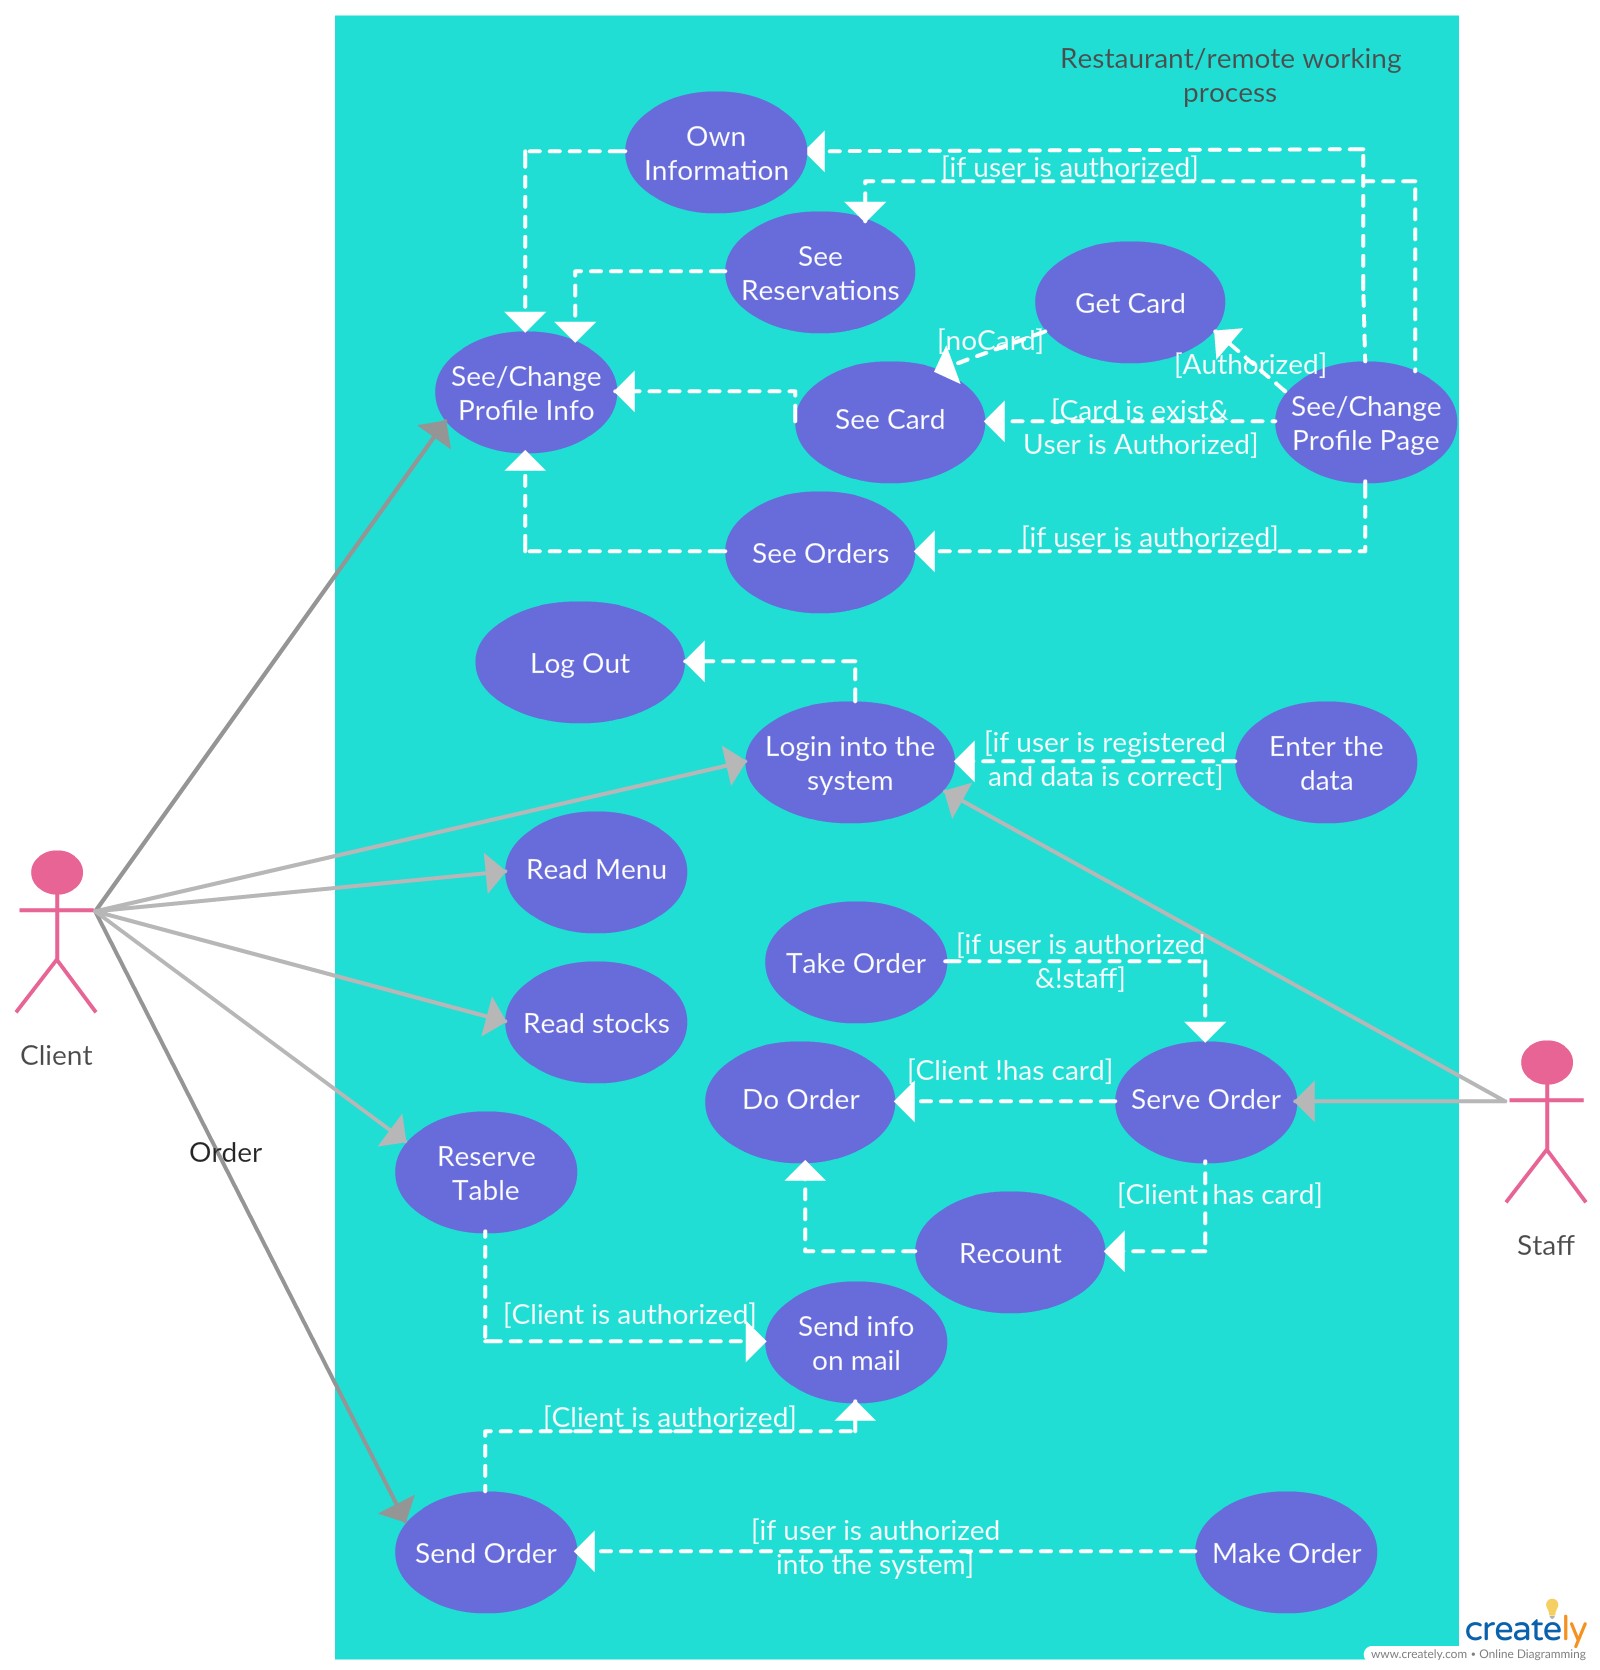 Restaurant/remote working
process
Own
Information
[if user is authorized]
See
Reservations
Get Card
[noCard]
[Authorized]
See/Change
Profile Info
See Card
[Card is exist&
User is Authorized]
See/Change
Profile Page
See Orders
[if user is authorized]
Log Out
Login into the
system
[if user is registered
and data is correct]
Enter the
data
Read Menu
Take Order
[if user is authorized
&!staff]
Read stocks
Client
Do Order
[Client !has card]
Serve Order
Order
Reserve
Table
[Client has card]
Recount
Staff
[Client is authorized]
Send info
on mail
[Client is authorized]
Send Order
[if user is authorized
into the system]
Make Order
creately
www.creately.com • Online Diagramming